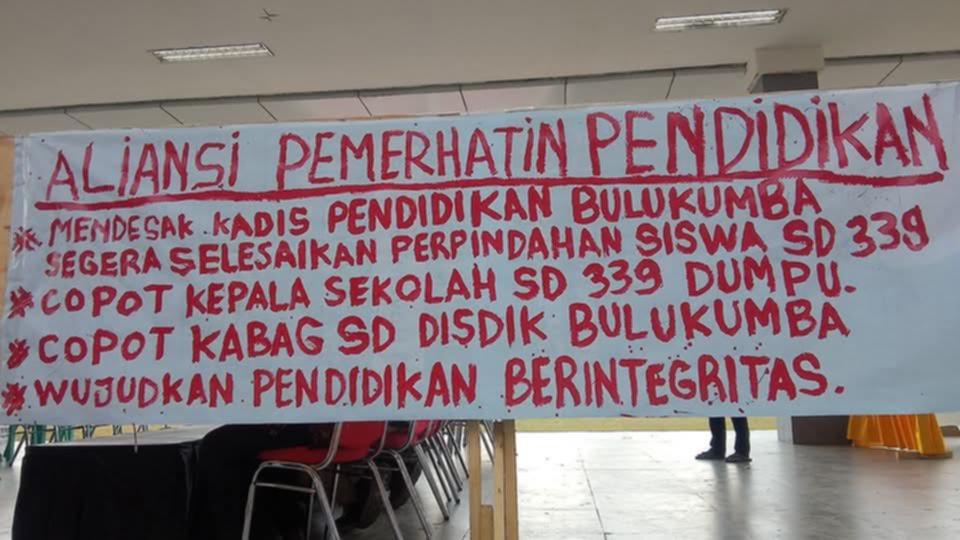 ALiANSi PEMERHATiN PENDiDiKAN
* MENDESAK KADIS PENDIDIKAN BULUKUMBA
SEGERA SELESAIKAN PERPINDAHAN SISWA SD 339
* COPOT KEPALA SEKOLAH SD 339 DUMPU.
* COPOT KABAG SD DISDIK BULUKUMBA
* WUJUDKAN PENDIDIKAN BERINTEGRITAS.